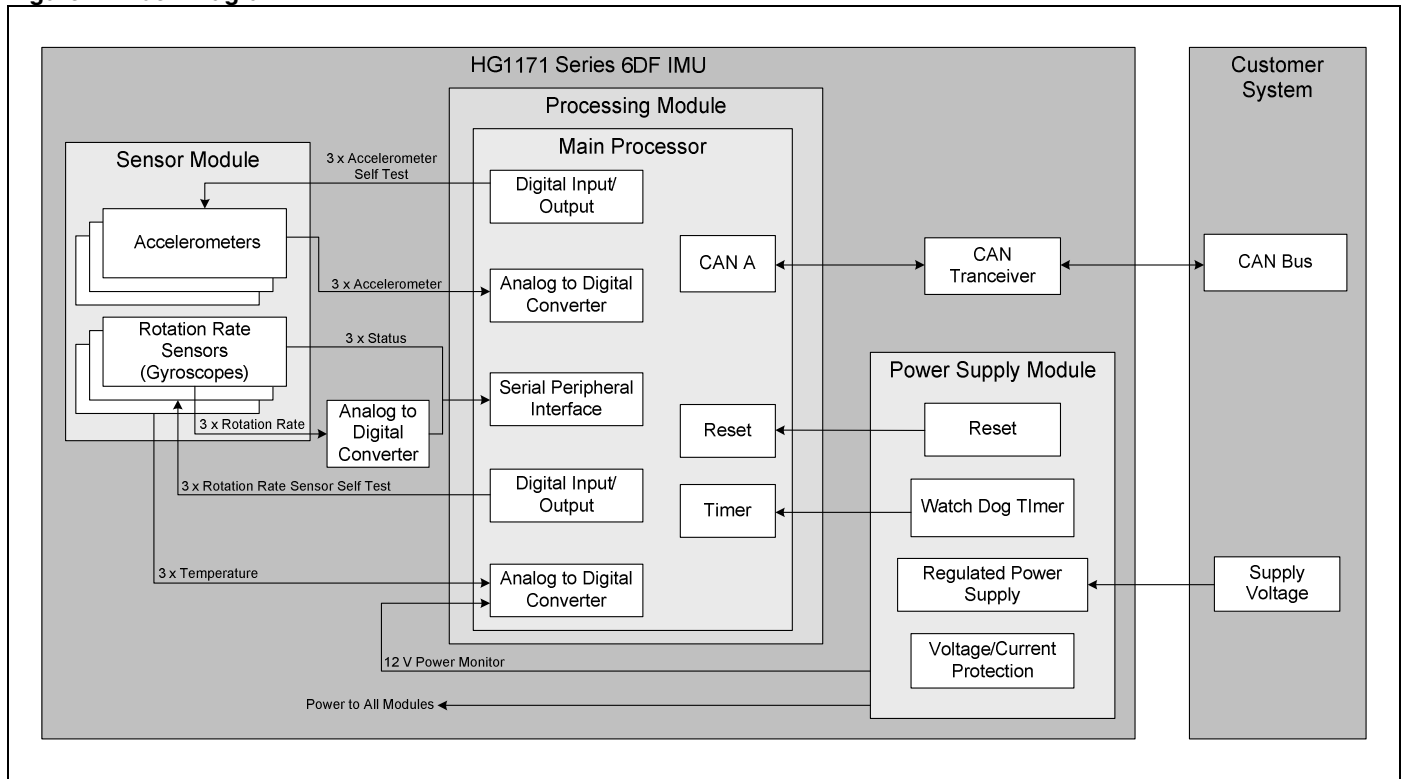 HG1171 Series 6DF IMU
Customer
System
Processing Module
Main Processor
Sensor Module
3 x Accelerometer
Self Test
Digital Input/
Output
Accelerometers
CAN A
CAN
Tranceiver
CAN Bus
3 x Accelerometer
Analog to Digital
Converter
Rotation Rate
Sensors
(Gyroscopes)
3 x Status
Serial Peripheral
Interface
3 x Rotation Rate
Analog to
Digital
Converter
Power Supply Module
Reset
Reset
3 x Rotation Rate Sensor Self Test
Digital Input/
Output
Timer
Watch Dog TImer
3 x Temperature
Analog to Digital
Converter
Regulated Power
Supply
Supply
Voltage
12 V Power Monitor
Voltage/Current
Protection
Power to All Modules